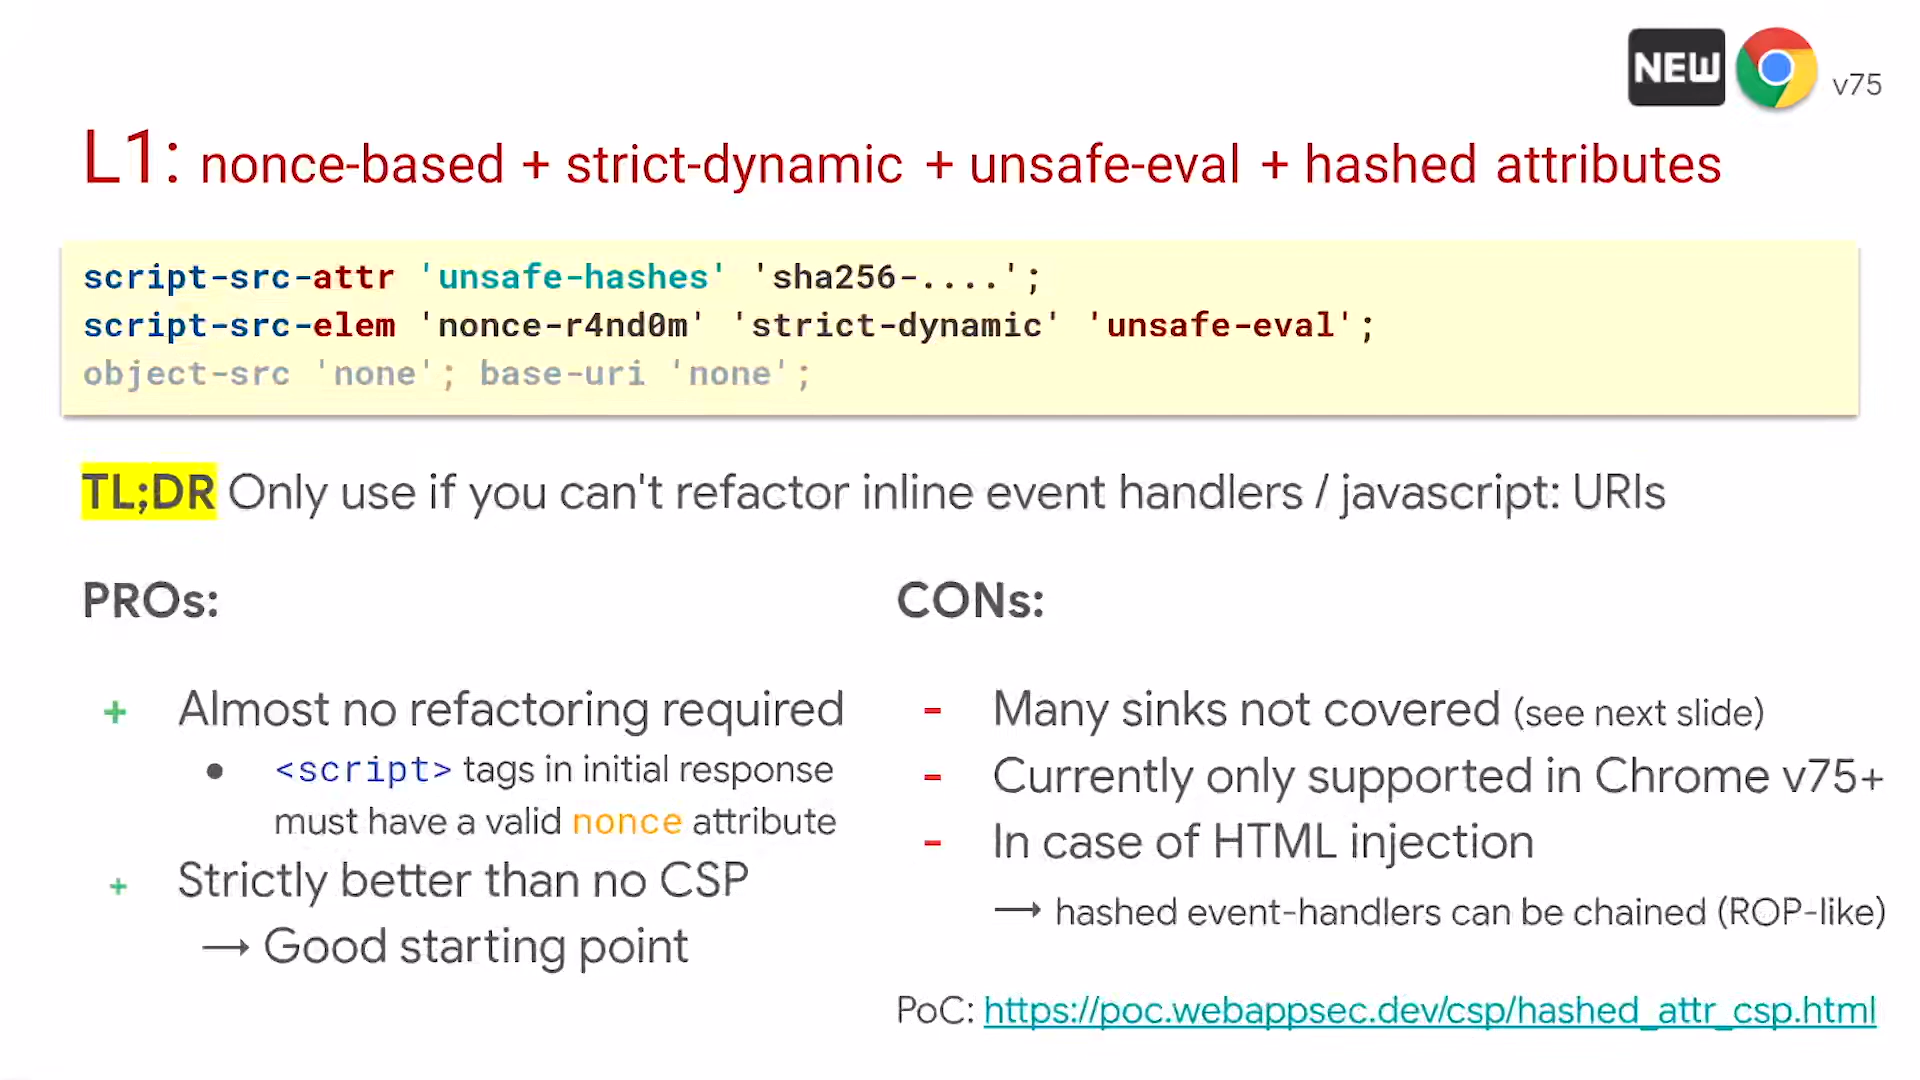 NEW
v75
L1: nonce-based + strict-dynamic + unsafe-eval + hashed attributes
script-src-attr 'unsafe-hashes' 'sha256-....';
script-src-elem 'nonce-r4nd0m' 'strict-dynamic' 'unsafe-eval';
object-src 'none'; base-uri 'none';
TL;DR Only use if you can't refactor inline event handlers / javascript: URIs
PROs:
+ Almost no refactoring required
● <script> tags in initial response
must have a valid nonce attribute
+ Strictly better than no CSP
→ Good starting point
CONs:
- Many sinks not covered (see next slide)
- Currently only supported in Chrome v75+
- In case of HTML injection
→ hashed event-handlers can be chained (ROP-like)
PoC: https://poc.webappsec.dev/csp/hashed_attr_csp.html